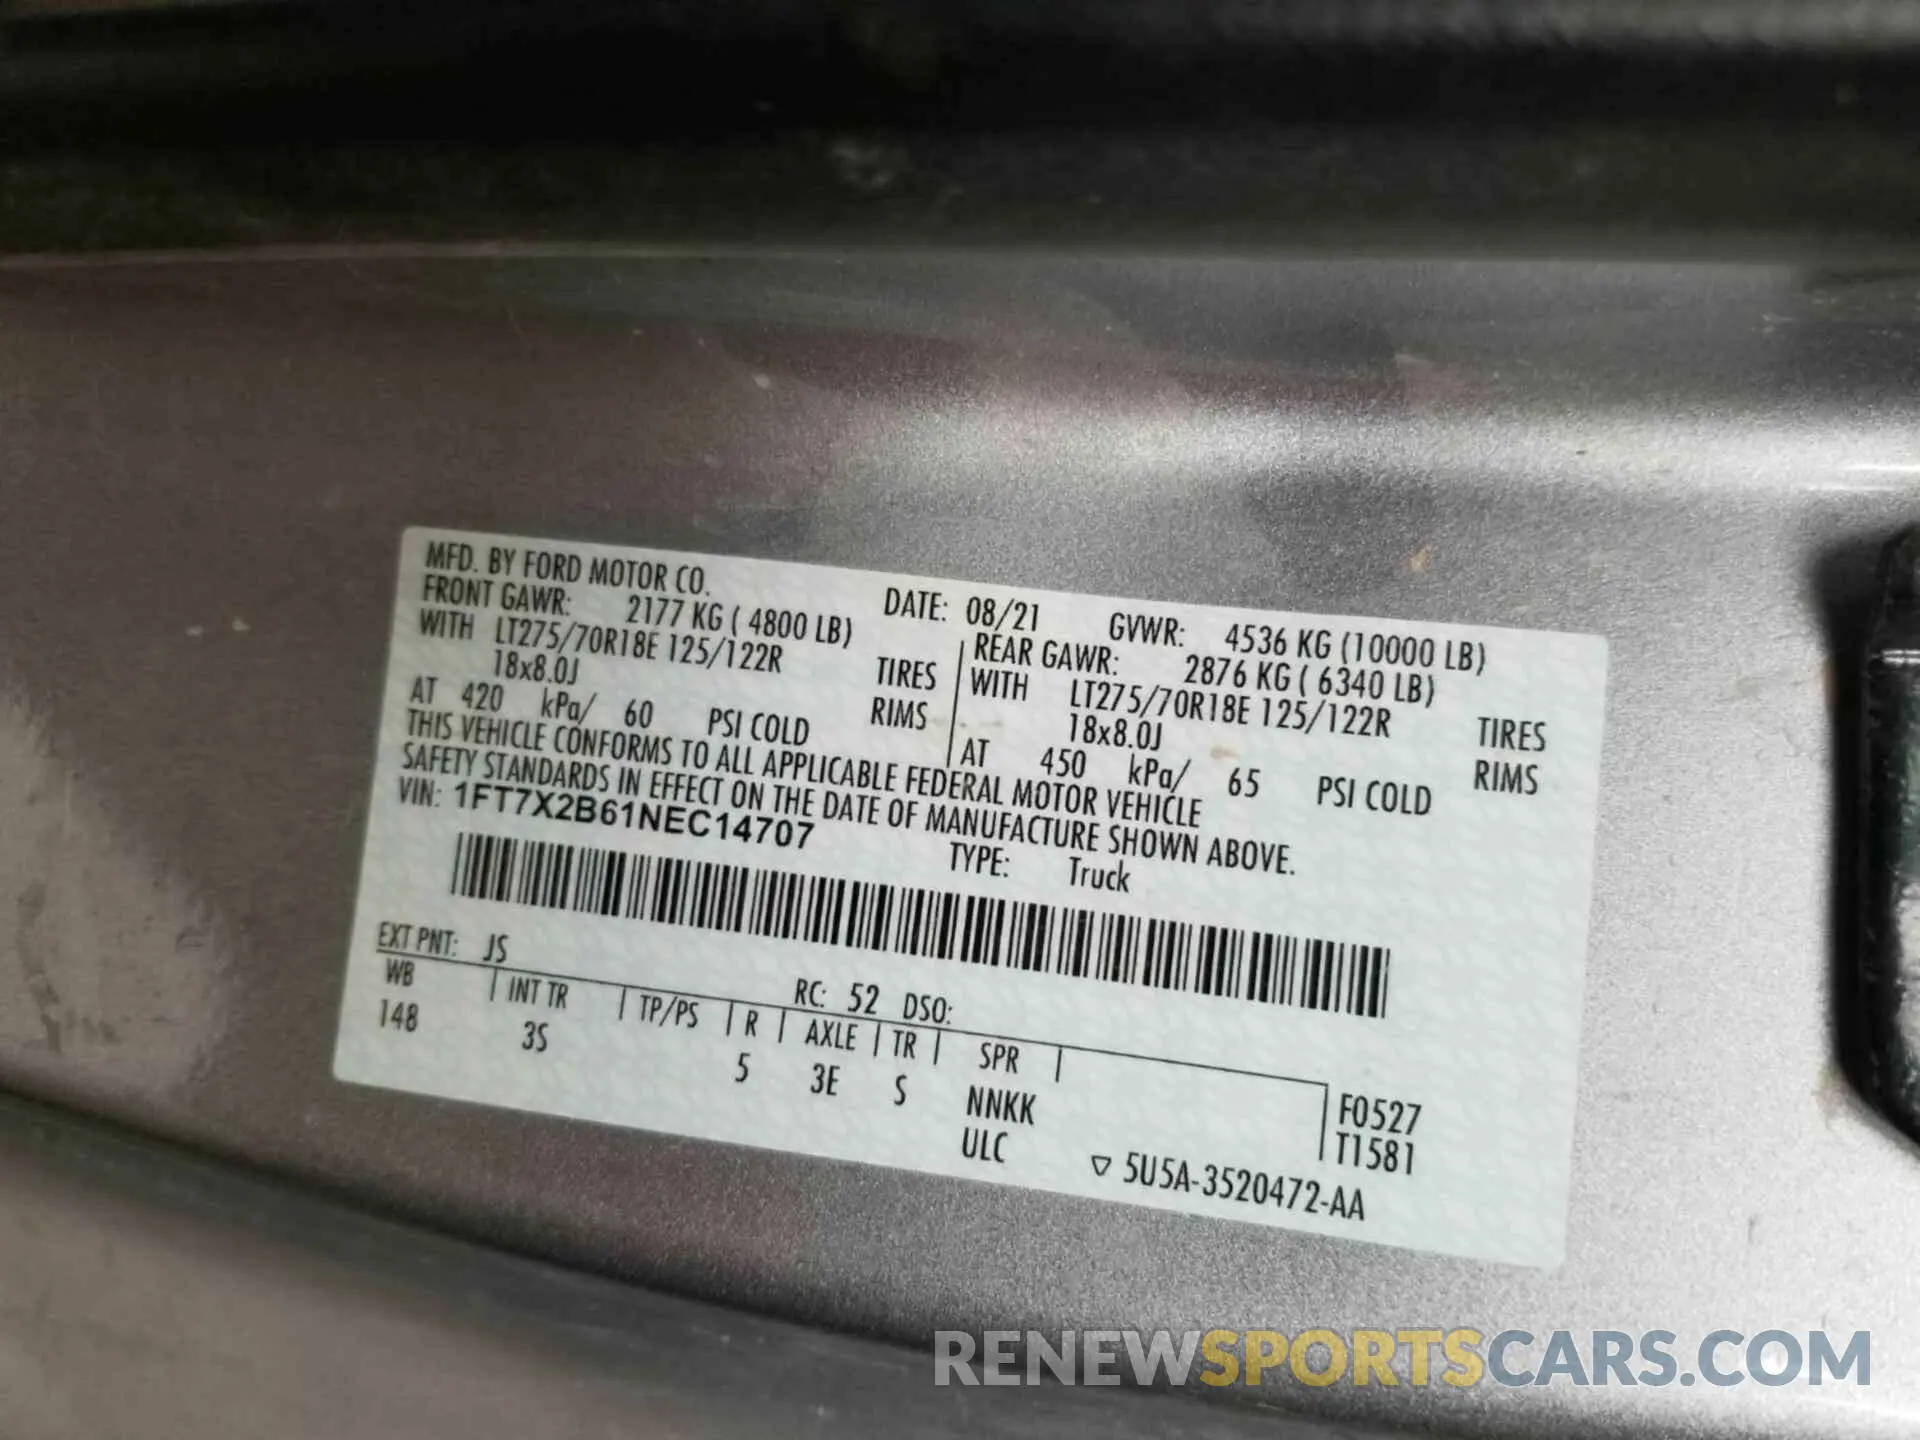 MFD. BY FORD MOTOR CO. DATE: 08/21 GVWR: 4536 KG (10000 LB)
FRONT GAWR: 2177 KG ( 4800 LB) REAR GAWR: 2876 KG ( 6340 LB)
WITH LT275/70R18E 125/122R TIRES WITH LT275/70R18E 125/122R TIRES
18x8.0J RIMS 18x8.0J RIMS
AT 420 kPa/ 60 PSI COLD AT 450 kPa/ 65 PSI COLD
THIS VEHICLE CONFORMS TO ALL APPLICABLE FEDERAL MOTOR VEHICLE
SAFETY STANDARDS IN EFFECT ON THE DATE OF MANUFACTURE SHOWN ABOVE.
VIN: 1FT7X2B61NEC14707 TYPE: Truck
EXT PNT: JS RC: 52 DSO:
WB INT TR TP/PS R AXLE TR SPR
148 3S 5 3E S NNKK F0527
ULC T1581
▽ 5U5A-3520472-AA
RENEWSPORTSCARS.COM